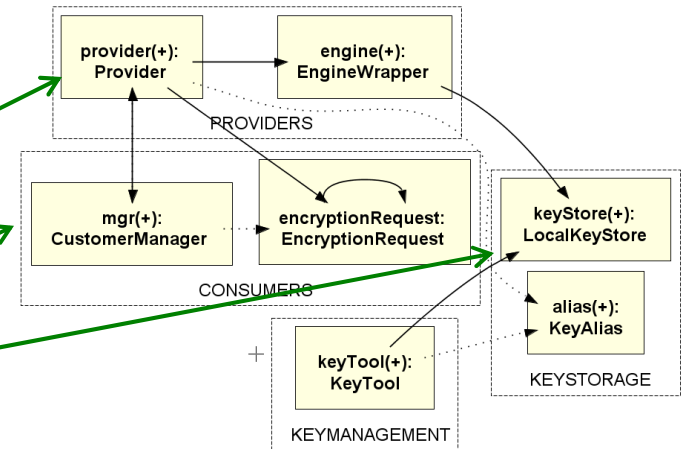 provider(+):
Provider
engine(+):
EngineWrapper
PROVIDERS
mgr(+):
CustomerManager
encryptionRequest:
EncryptionRequest
CONSUMERS
keyStore(+):
LocalKeyStore
alias(+):
KeyAlias
KEYSTORAGE
keyTool(+):
KeyTool
KEYMANAGEMENT